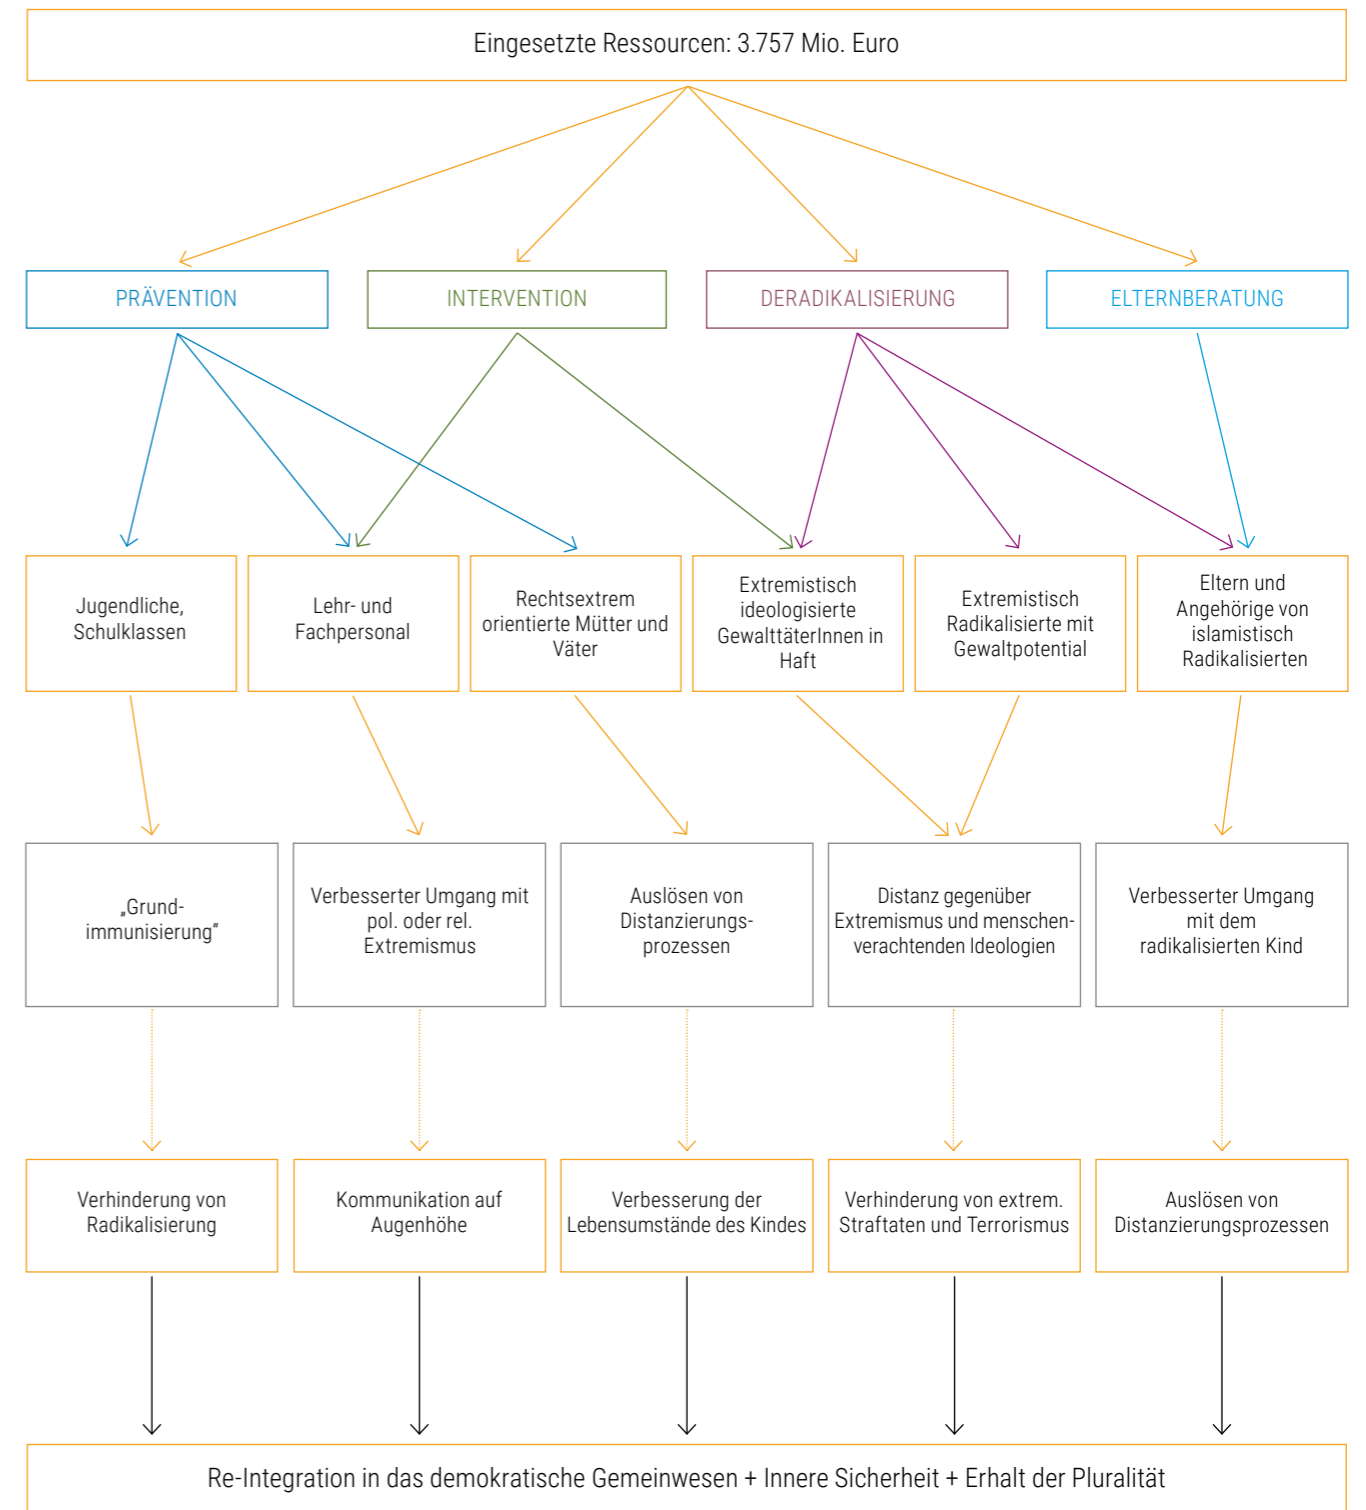 Eingesetzte Ressourcen: 3.757 Mio. Euro
PRÄVENTION
INTERVENTION
DERADIKALISIERUNG
ELTERNBERATUNG
Jugendliche,
Schulklassen
Lehr- und
Fachpersonal
Rechtsextrem
orientierte Mütter und
Väter
Extremistisch
ideologisierte
GewalttäterInnen in
Haft
Extremistisch
Radikalisierte mit
Gewaltpotential
Eltern und
Angehörige von
islamistisch
Radikalisierten
„Grund-
immunisierung“
Verbesserter Umgang mit
pol. oder rel.
Extremismus
Auslösen von
Distanzierungs-
prozessen
Distanz gegenüber
Extremismus und menschen-
verachtenden Ideologien
Verbesserter Umgang
mit dem
radikalisierten Kind
Verhinderung von
Radikalisierung
Kommunikation auf
Augenhöhe
Verbesserung der
Lebensumstände des Kindes
Verhinderung von extrem.
Straftaten und Terrorismus
Auslösen von
Distanzierungsprozessen
Re-Integration in das demokratische Gemeinwesen + Innere Sicherheit + Erhalt der Pluralität